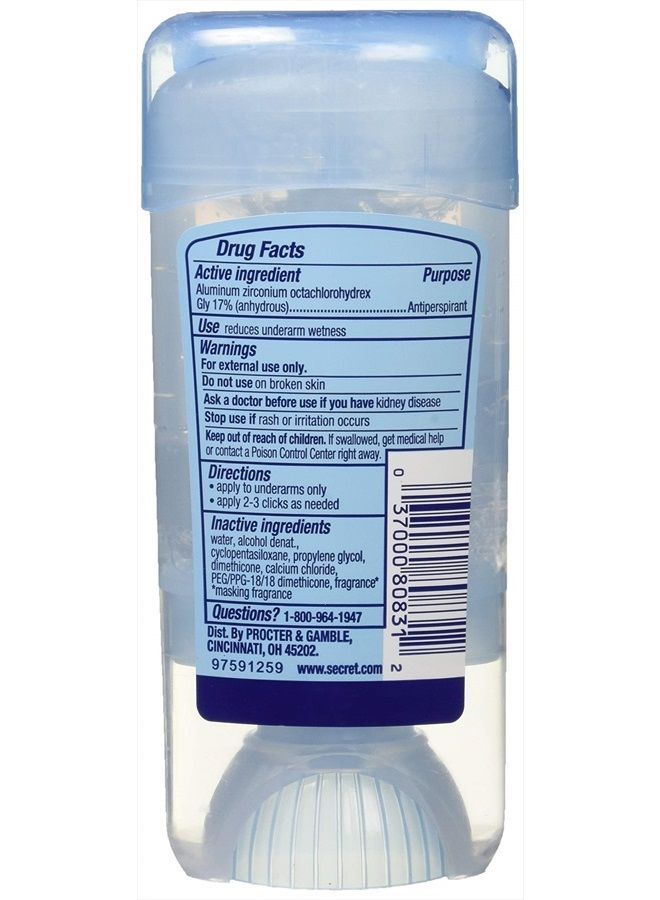 Drug Facts
Active ingredient Purpose
Aluminum zirconium octachlorohydrex
Gly 17% (anhydrous)....................................Antiperspirant
Use reduces underarm wetness
Warnings
For external use only.
Do not use on broken skin
Ask a doctor before use if you have kidney disease
Stop use if rash or irritation occurs
Keep out of reach of children. If swallowed, get medical help
or contact a Poison Control Center right away.
Directions
• apply to underarms only
• apply 2-3 clicks as needed
Inactive ingredients
water, alcohol denat.,
cyclopentasiloxane, propylene glycol,
dimethicone, calcium chloride,
PEG/PPG-18/18 dimethicone, fragrance*
*masking fragrance
Questions? 1-800-964-1947
Dist. By PROCTER & GAMBLE,
CINCINNATI, OH 45202.
97591259 www.secret.com
0 37000 80831 2